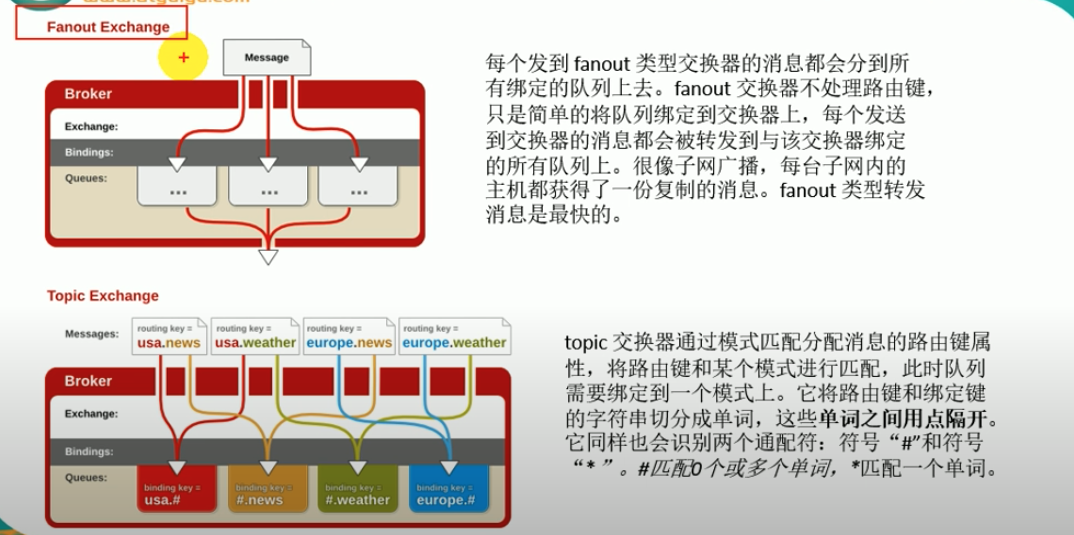 Fanout Exchange
Message
Broker
Exchange:
Bindings:
Queues:
...
...
...
每个发到 fanout 类型交换器的消息都会分到所
有绑定的队列上去。fanout 交换器不处理路由键，
只是简单的将队列绑定到交换器上，每个发送
到交换器的消息都会被转发到与该交换器绑定
的所有队列上。很像子网广播，每台子网内的
主机都获得了一份复制的消息。fanout 类型转发
消息是最快的。
Topic Exchange
Messages:
routing key =
usa.news
routing key =
usa.weather
routing key =
europe.news
routing key =
europe.weather
Broker
Exchange:
Bindings:
Queues:
binding key =
usa.#
binding key =
#.news
binding key =
#.weather
binding key =
europe.#
topic 交换器通过模式匹配分配消息的路由键属
性，将路由键和某个模式进行匹配，此时队列
需要绑定到一个模式上。它将路由键和绑定键
的字符串切分成单词，这些单词之间用点隔开。
它同样也会识别两个通配符：符号“#”和符号
“*”。#匹配0个或多个单词，*匹配一个单词。